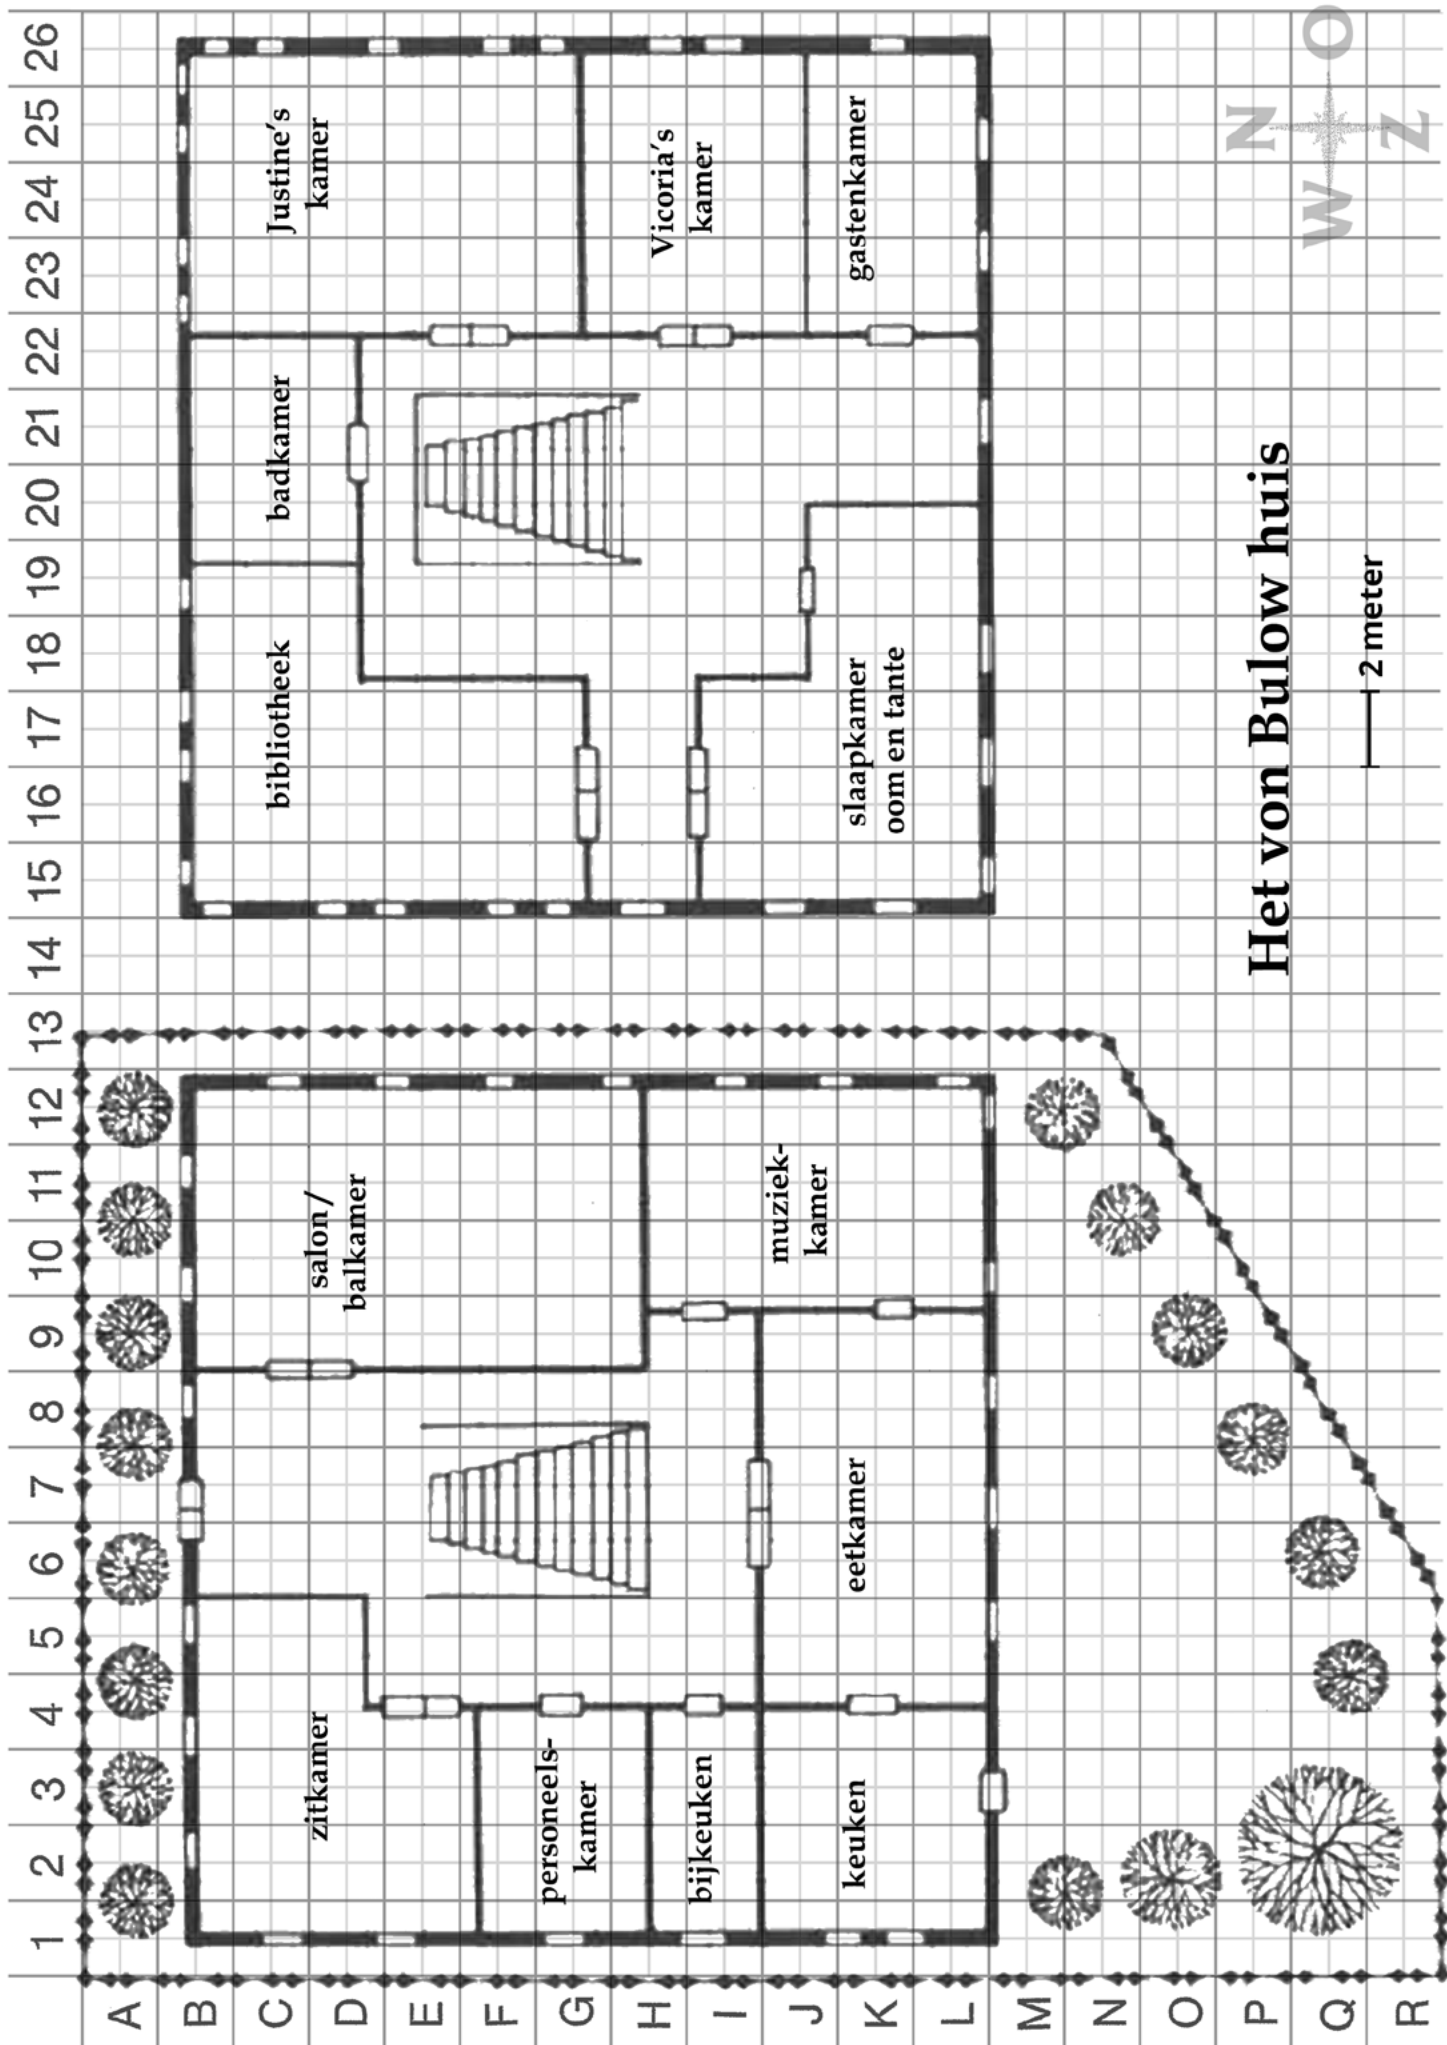 A
B
C
D
E
F
G
H
I
J
K
L
M
N
O
P
Q
R
1
2
3
4
5
6
7
8
9
10
11
12
13
14
15
16
17
18
19
20
21
22
23
24
25
26
zitkamer
personeels-
kamer
bijkeuken
keuken
salon/
balkamer
eetkamer
muziek-
kamer
bibliotheek
badkamer
Justine's
kamer
Vicoria's
kamer
gastenkamer
slaapkamer
oom en tante
Het von Bulow huis
2 meter
N
W O
Z